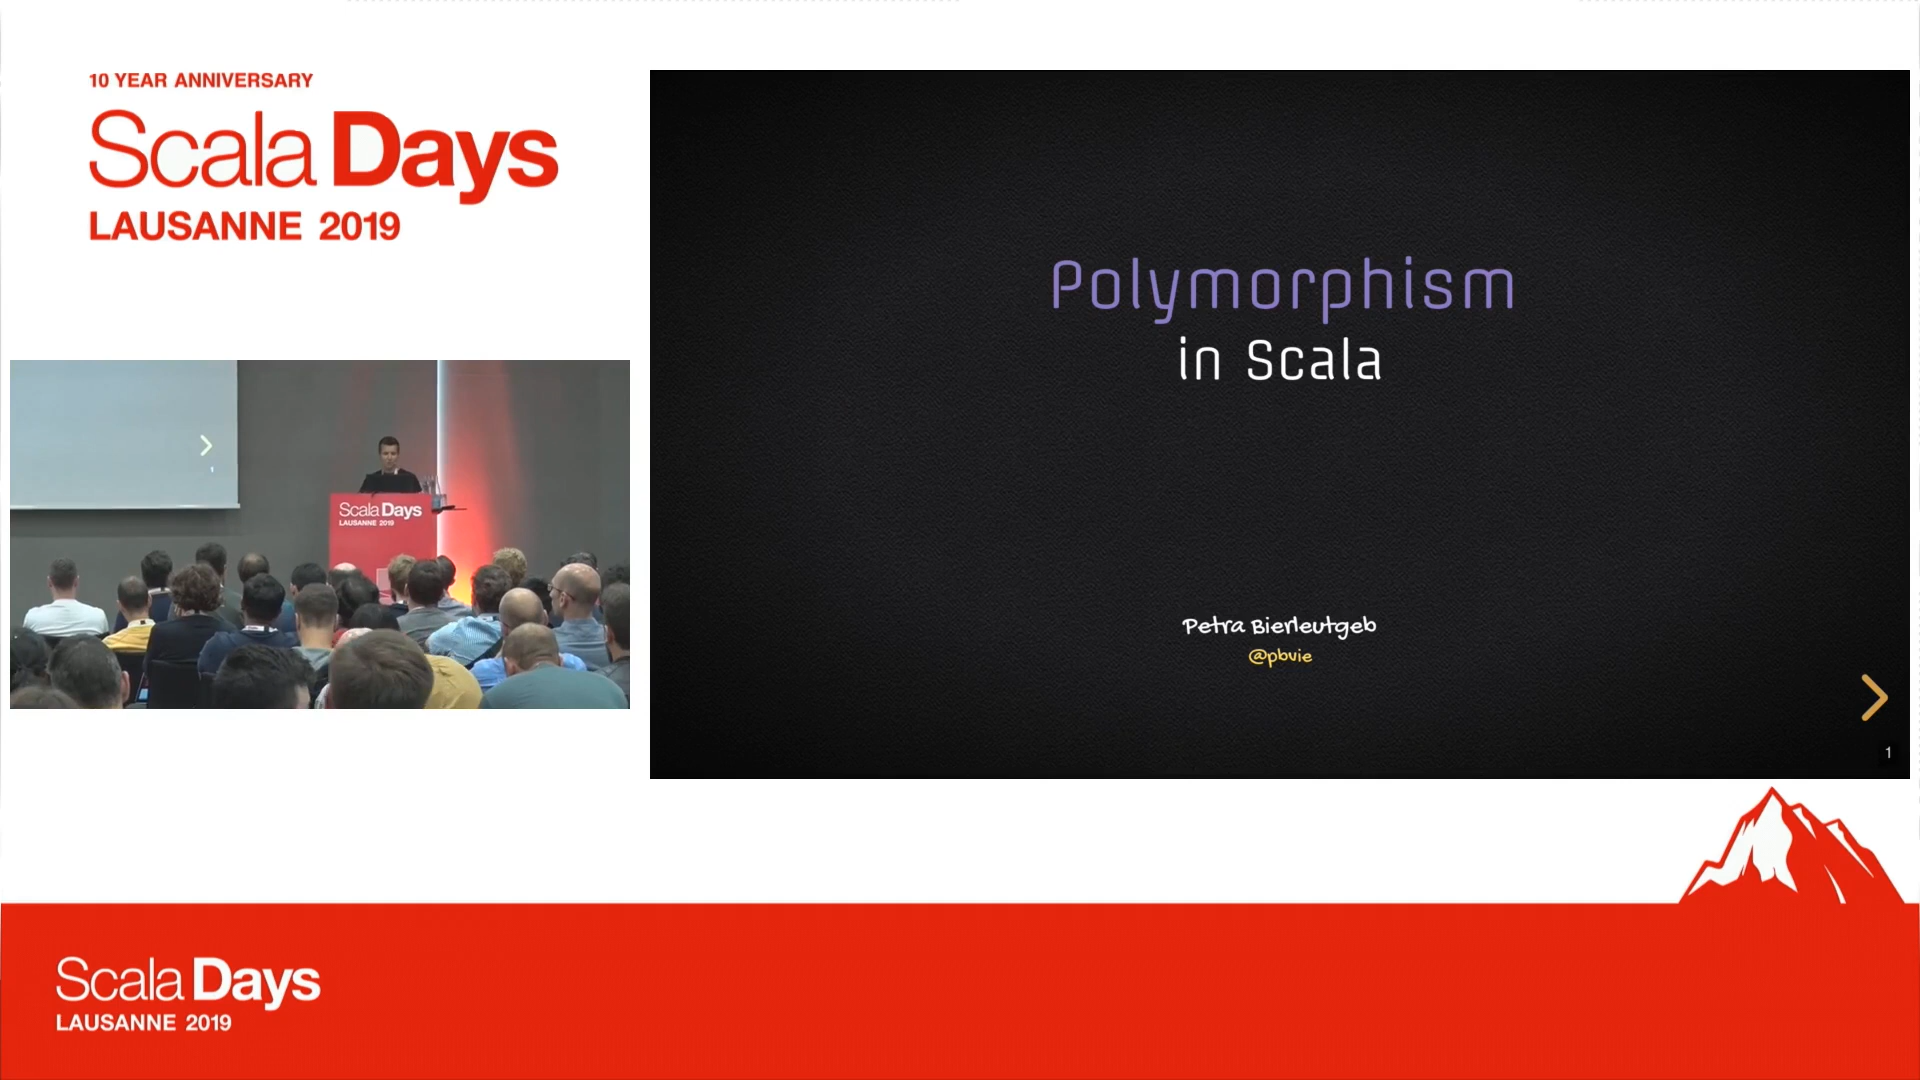 10 YEAR ANNIVERSARY
Scala Days
LAUSANNE 2019
Polymorphism
in Scala
Petra Bierleutgeb
@pbvie
1
1
Scala Days
LAUSANNE 2019
Scala Days
LAUSANNE 2019